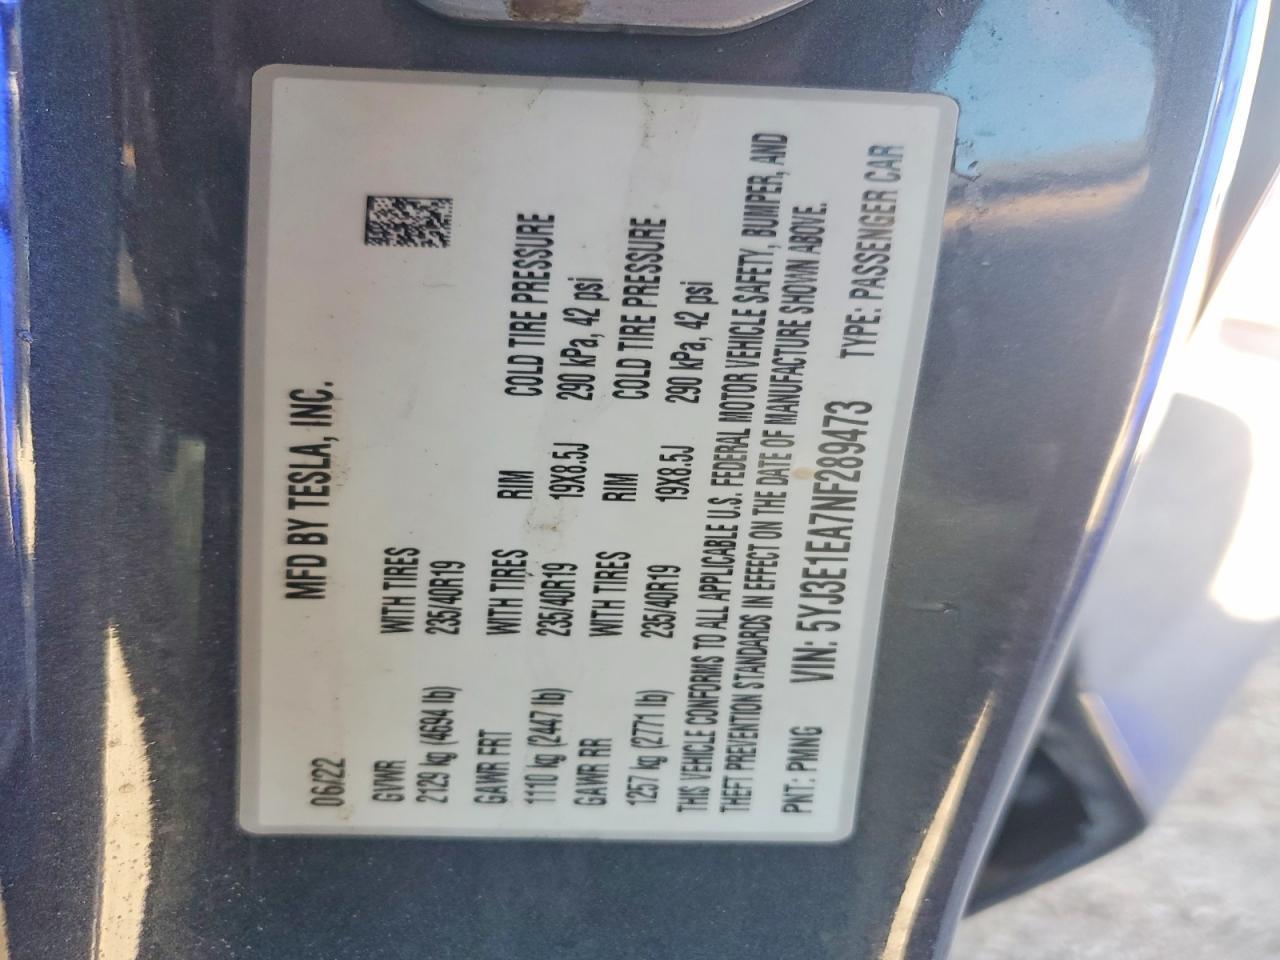 06/22 MFD BY TESLA, INC.
GVWR WITH TIRES
2129 kg (4694 lb) 235/40R19
GAWR FRT WITH TIRES RIM COLD TIRE PRESSURE
1110 kg (2447 lb) 235/40R19 19X8.5J 290 kPa, 42 psi
GAWR RR WITH TIRES RIM COLD TIRE PRESSURE
1257 kg (2771 lb) 235/40R19 19X8.5J 290 kPa, 42 psi
THIS VEHICLE CONFORMS TO ALL APPLICABLE U.S. FEDERAL MOTOR VEHICLE SAFETY, BUMPER, AND
THEFT PREVENTION STANDARDS IN EFFECT ON THE DATE OF MANUFACTURE SHOWN ABOVE.
PNT: PMNG VIN: 5YJ3E1EA7NF289473 TYPE: PASSENGER CAR